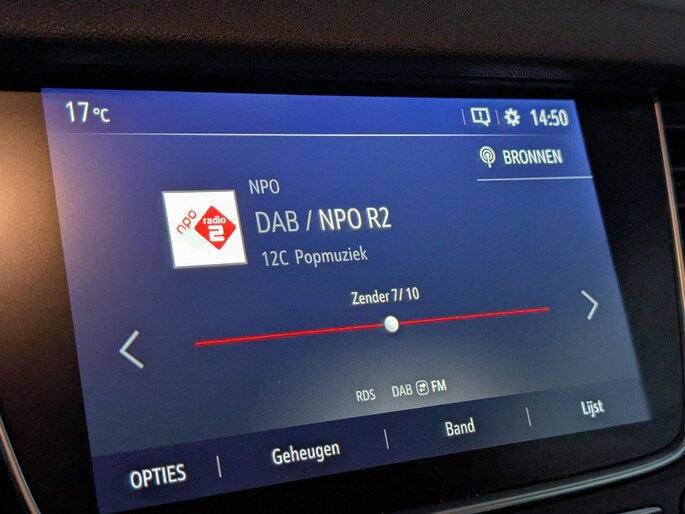 17 °C
14:50
BRONNEN
NPO
npo radio 2
DAB / NPO R2
12C Popmuziek
Zender 7/10
RDS DAB FM
OPTIES | Geheugen | Band | Lijst